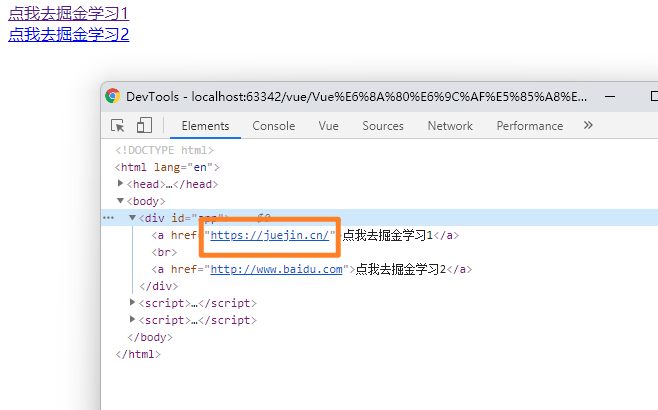 点我去掘金学习1
点我去掘金学习2
DevTools - localhost:63342/vue/Vue%E6%8A%80%E6%9C%AF%E5%85%A8%E...
Elements Console Vue Sources Network Performance »
<!DOCTYPE html>
<html lang="en">
<head>…</head>
<body>
<div id="app"> == $0
<a href="https://juejin.cn/">点我去掘金学习1</a>
<br>
<a href="http://www.baidu.com">点我去掘金学习2</a>
</div>
<script>…</script>
<script>…</script>
</body>
</html>